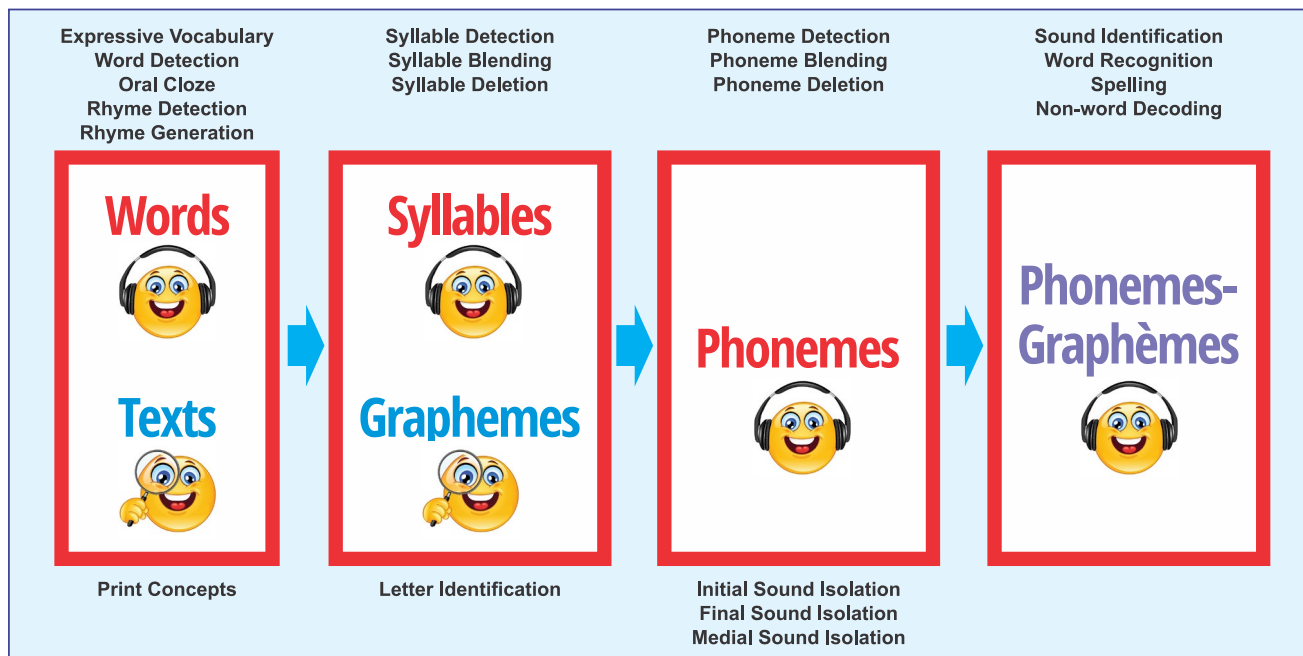 Expressive Vocabulary
Word Detection
Oral Cloze
Rhyme Detection
Rhyme Generation
Words
Texts
Print Concepts
Syllable Detection
Syllable Blending
Syllable Deletion
Syllables
Graphemes
Letter Identification
Phoneme Detection
Phoneme Blending
Phoneme Deletion
Phonemes
Initial Sound Isolation
Final Sound Isolation
Medial Sound Isolation
Sound Identification
Word Recognition
Spelling
Non-word Decoding
Phonemes-
Graphèmes